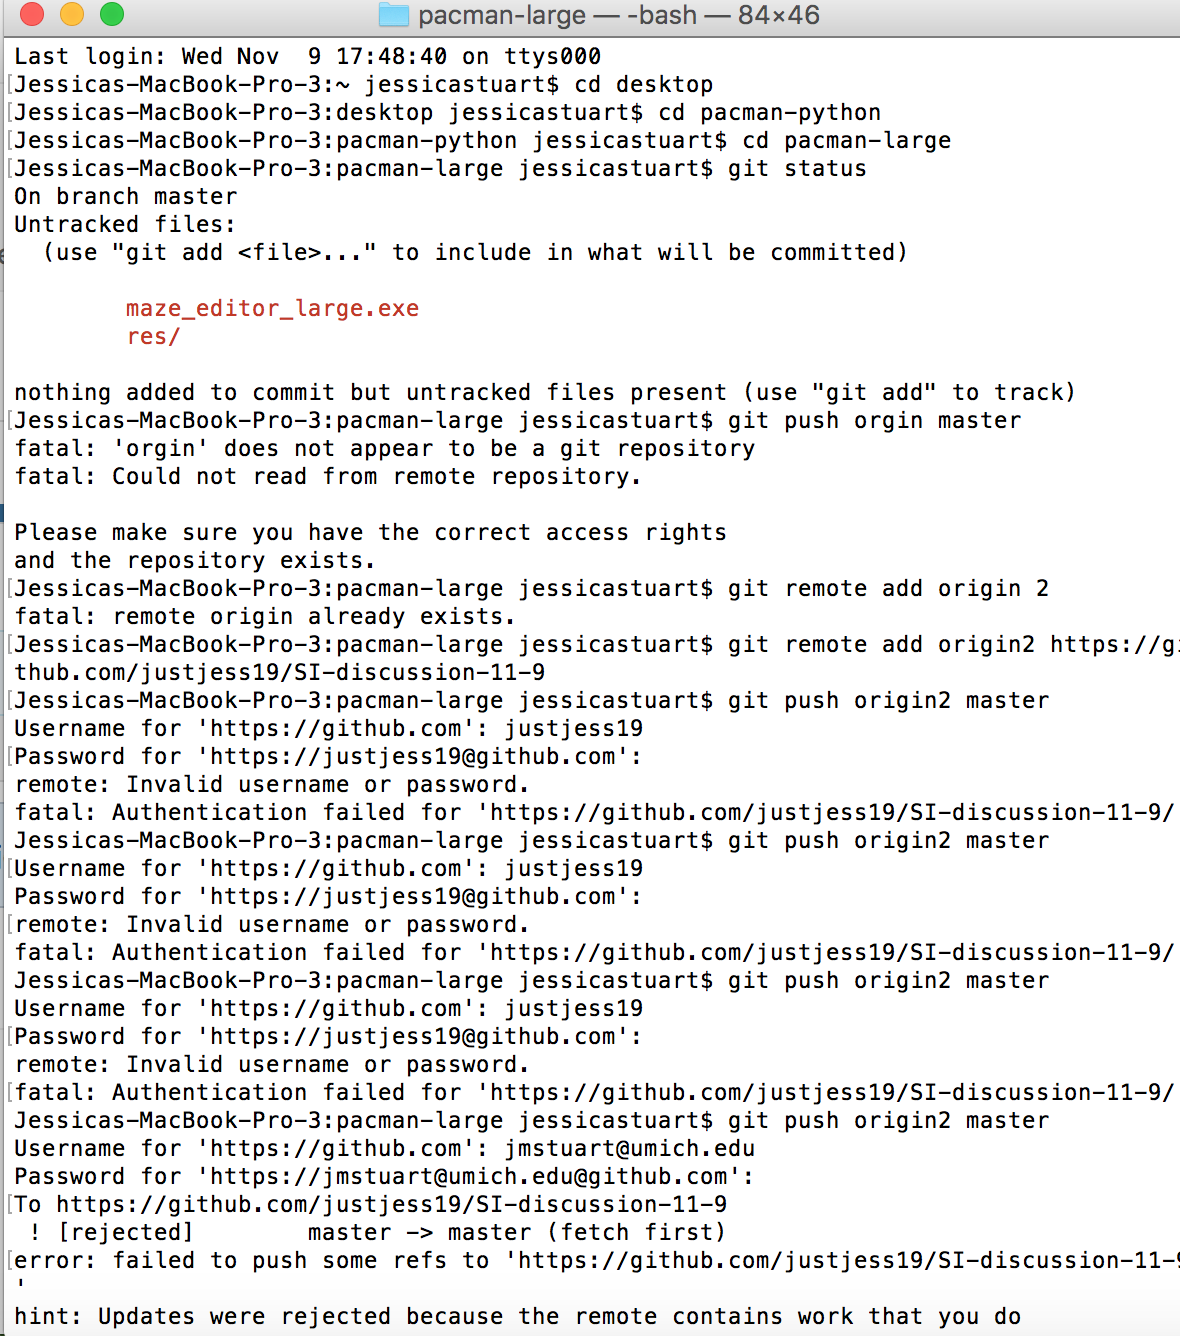 pacman-large — -bash — 84×46
Last login: Wed Nov  9 17:48:40 on ttys000
[Jessicas-MacBook-Pro-3:~ jessicastuart$ cd desktop
[Jessicas-MacBook-Pro-3:desktop jessicastuart$ cd pacman-python
[Jessicas-MacBook-Pro-3:pacman-python jessicastuart$ cd pacman-large
[Jessicas-MacBook-Pro-3:pacman-large jessicastuart$ git status
On branch master
Untracked files:
  (use "git add <file>..." to include in what will be committed)
maze_editor_large.exe
res/
nothing added to commit but untracked files present (use "git add" to track)
[Jessicas-MacBook-Pro-3:pacman-large jessicastuart$ git push orgin master
fatal: 'orgin' does not appear to be a git repository
fatal: Could not read from remote repository.
Please make sure you have the correct access rights
and the repository exists.
[Jessicas-MacBook-Pro-3:pacman-large jessicastuart$ git remote add origin 2
fatal: remote origin already exists.
[Jessicas-MacBook-Pro-3:pacman-large jessicastuart$ git remote add origin2 https://gi
thub.com/justjess19/SI-discussion-11-9
[Jessicas-MacBook-Pro-3:pacman-large jessicastuart$ git push origin2 master
Username for 'https://github.com': justjess19
[Password for 'https://justjess19@github.com':
remote: Invalid username or password.
fatal: Authentication failed for 'https://github.com/justjess19/SI-discussion-11-9/
Jessicas-MacBook-Pro-3:pacman-large jessicastuart$ git push origin2 master
[Username for 'https://github.com': justjess19
Password for 'https://justjess19@github.com':
[remote: Invalid username or password.
fatal: Authentication failed for 'https://github.com/justjess19/SI-discussion-11-9/
Jessicas-MacBook-Pro-3:pacman-large jessicastuart$ git push origin2 master
Username for 'https://github.com': justjess19
[Password for 'https://justjess19@github.com':
remote: Invalid username or password.
[fatal: Authentication failed for 'https://github.com/justjess19/SI-discussion-11-9/
Jessicas-MacBook-Pro-3:pacman-large jessicastuart$ git push origin2 master
Username for 'https://github.com': jmstuart@umich.edu
Password for 'https://jmstuart@umich.edu@github.com':
[To https://github.com/justjess19/SI-discussion-11-9
 ! [rejected]        master -> master (fetch first)
[error: failed to push some refs to 'https://github.com/justjess19/SI-discussion-11-9
'
hint: Updates were rejected because the remote contains work that you do